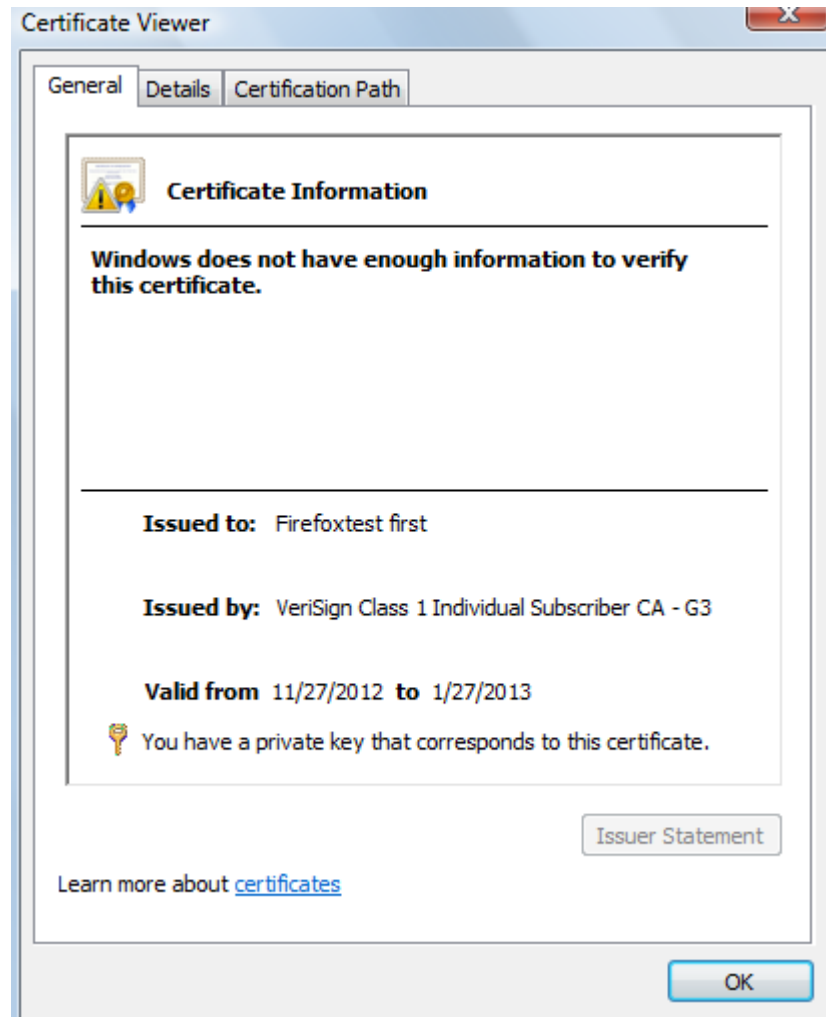 Certificate Viewer
General Details Certification Path
Certificate Information
Windows does not have enough information to verify
this certificate.
Issued to: Firefoxtest first
Issued by: VeriSign Class 1 Individual Subscriber CA - G3
Valid from 11/27/2012 to 1/27/2013
You have a private key that corresponds to this certificate.
Issuer Statement
Learn more about certificates
OK